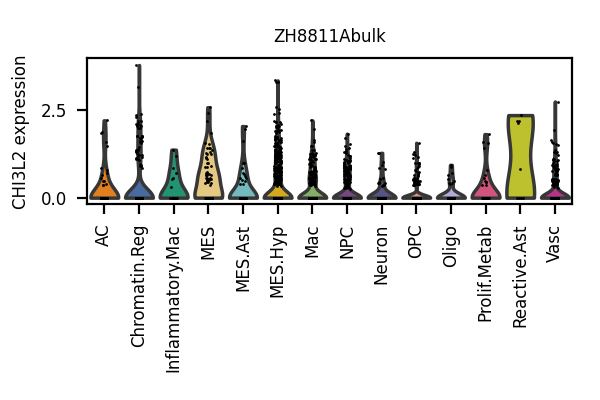 ZH8811Abulk
CHI3L2 expression
2.5
0.0
AC
Chromatin.Reg
Inflammatory.Mac
MES
MES.Ast
MES.Hyp
Mac
NPC
Neuron
OPC
Oligo
Prolif.Metab
Reactive.Ast
Vasc